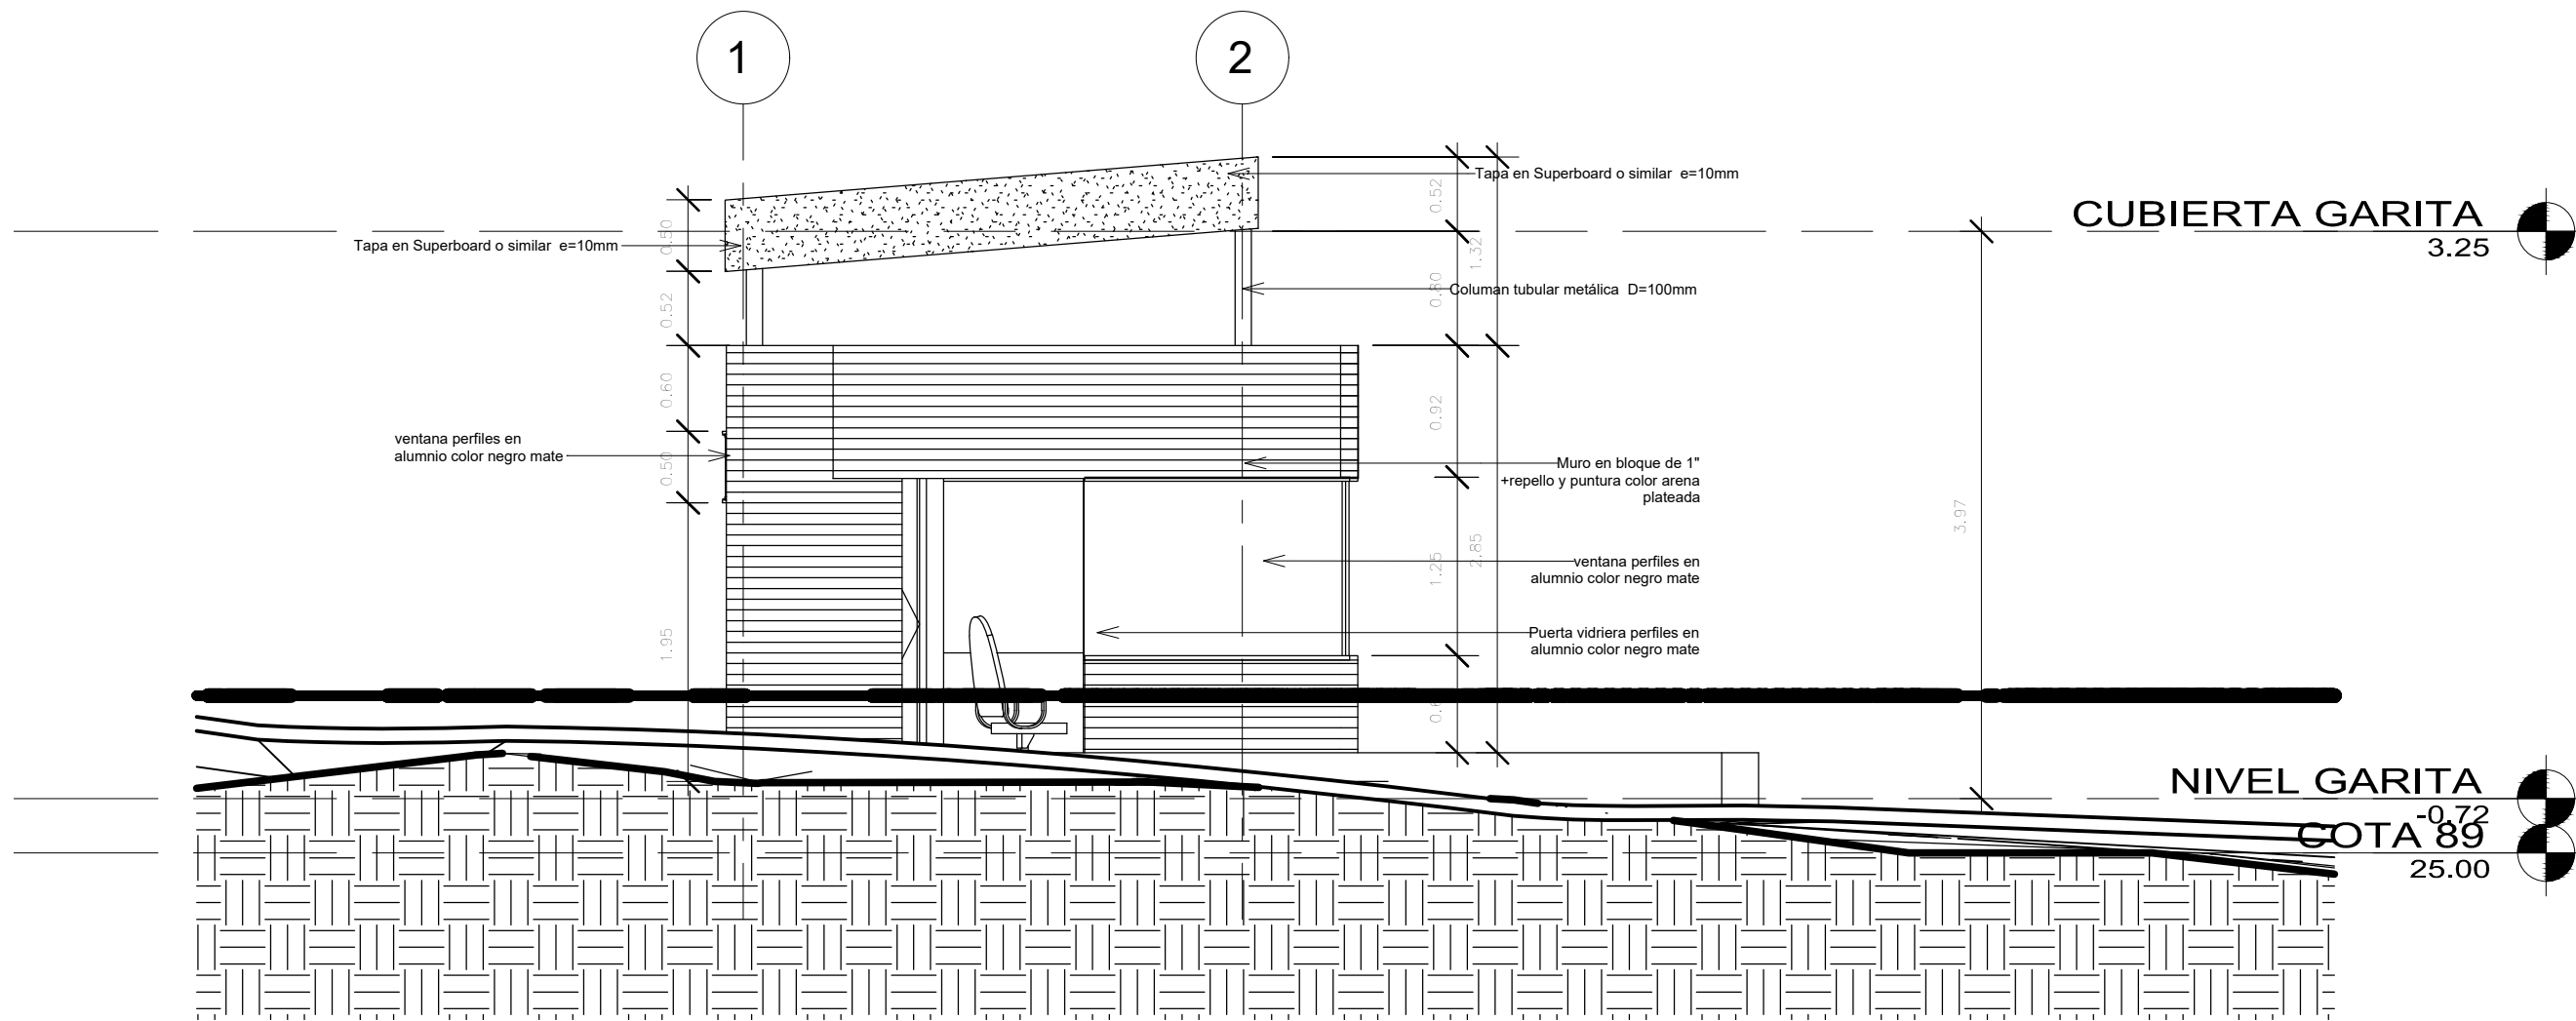 1
2
Tapa en Superboard o similar e=10mm
CUBIERTA GARITA
3.25
Tapa en Superboard o similar e=10mm
Columan tubular metálica D=100mm
ventana perfiles en
alumnio color negro mate
Muro en bloque de 1"
+repello y puntura color arena
plateada
ventana perfiles en
alumnio color negro mate
Puerta vidriera perfiles en
alumnio color negro mate
0.50
0.52
0.60
0.50
1.95
0.52
0.80
0.92
1.25
1.32
2.85
3.97
NIVEL GARITA
-0.72
COTA 89
25.00